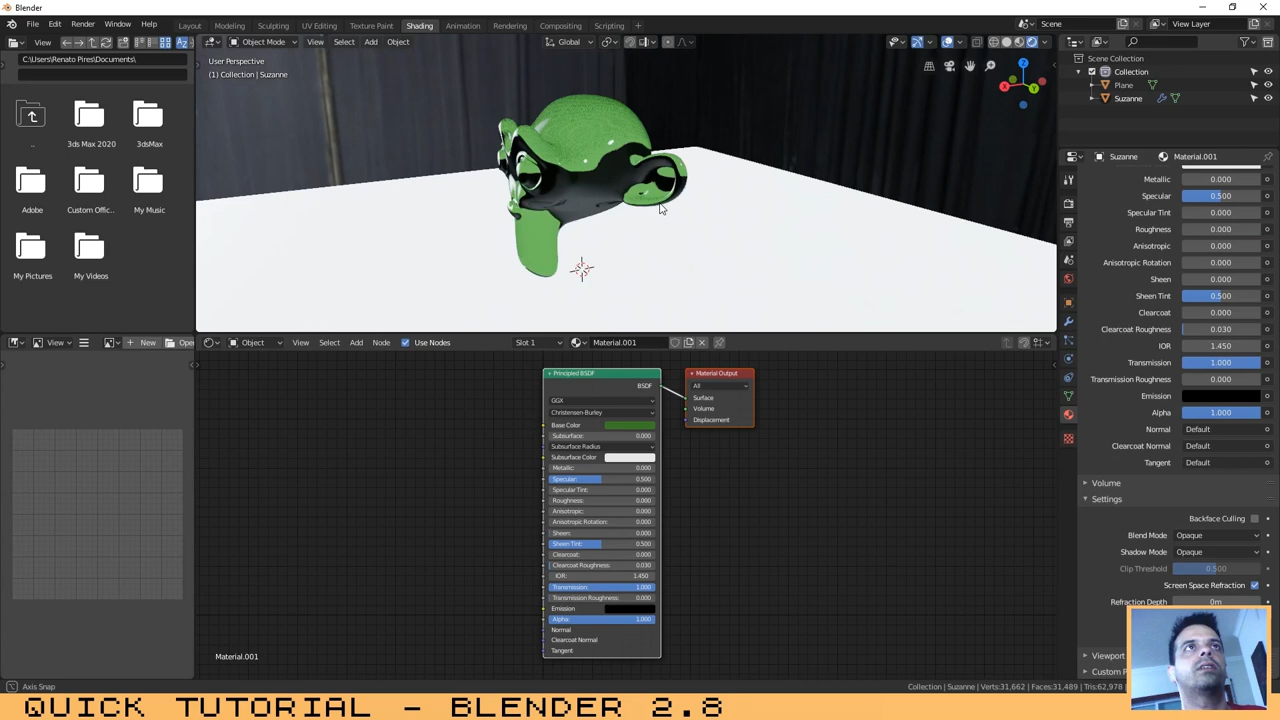 Blender
File Edit Render Window Help Layout Modeling Sculpting UV Editing Texture Paint Shading Animation Rendering Compositing Scripting + Scene View Layer
View Object Mode View Select Add Object Global
C:\Users\Renato Pires\Documents\
..
3ds Max 2020
3dsMax
Adobe
Custom Offic...
My Music
My Pictures
My Videos
User Perspective
(1) Collection | Suzanne
X
Y
Z
Scene Collection
Collection
Plane
Suzanne
Suzanne Material.001
Metallic 0.000
Specular 0.500
Specular Tint 0.000
Roughness 0.000
Anisotropic 0.000
Anisotropic Rotation 0.000
Sheen 0.000
Sheen Tint 0.500
Clearcoat 0.000
Clearcoat Roughness 0.030
IOR 1.450
Transmission 1.000
Transmission Roughness 0.000
Emission
Alpha 1.000
Normal Default
Clearcoat Normal Default
Tangent Default
Volume
Settings
Backface Culling
Blend Mode Opaque
Shadow Mode Opaque
Clip Threshold 0.500
Screen Space Refraction
Refraction Depth 0m
Viewport
Custom P
View + New Open
Object View Select Add Node Use Nodes Slot 1 Material.001
Principled BSDF
BSDF
GGX
Christensen-Burley
Base Color
Subsurface: 0.000
Subsurface Radius
Subsurface Color
Metallic: 0.000
Specular: 0.500
Specular Tint: 0.000
Roughness: 0.000
Anisotropic: 0.000
Anisotropic Rotation: 0.000
Sheen: 0.000
Sheen Tint: 0.500
Clearcoat: 0.000
Clearcoat Roughness: 0.030
IOR: 1.450
Transmission: 1.000
Transmission Roughness: 0.000
Emission
Alpha: 1.000
Normal
Clearcoat Normal
Tangent
Material Output
All
Surface
Volume
Displacement
Material.001
Axis Snap
Collection | Suzanne | Verts:31,662 | Faces:31,489 | Tris:62,978
QUICK TUTORIAL - BLENDER 2.8